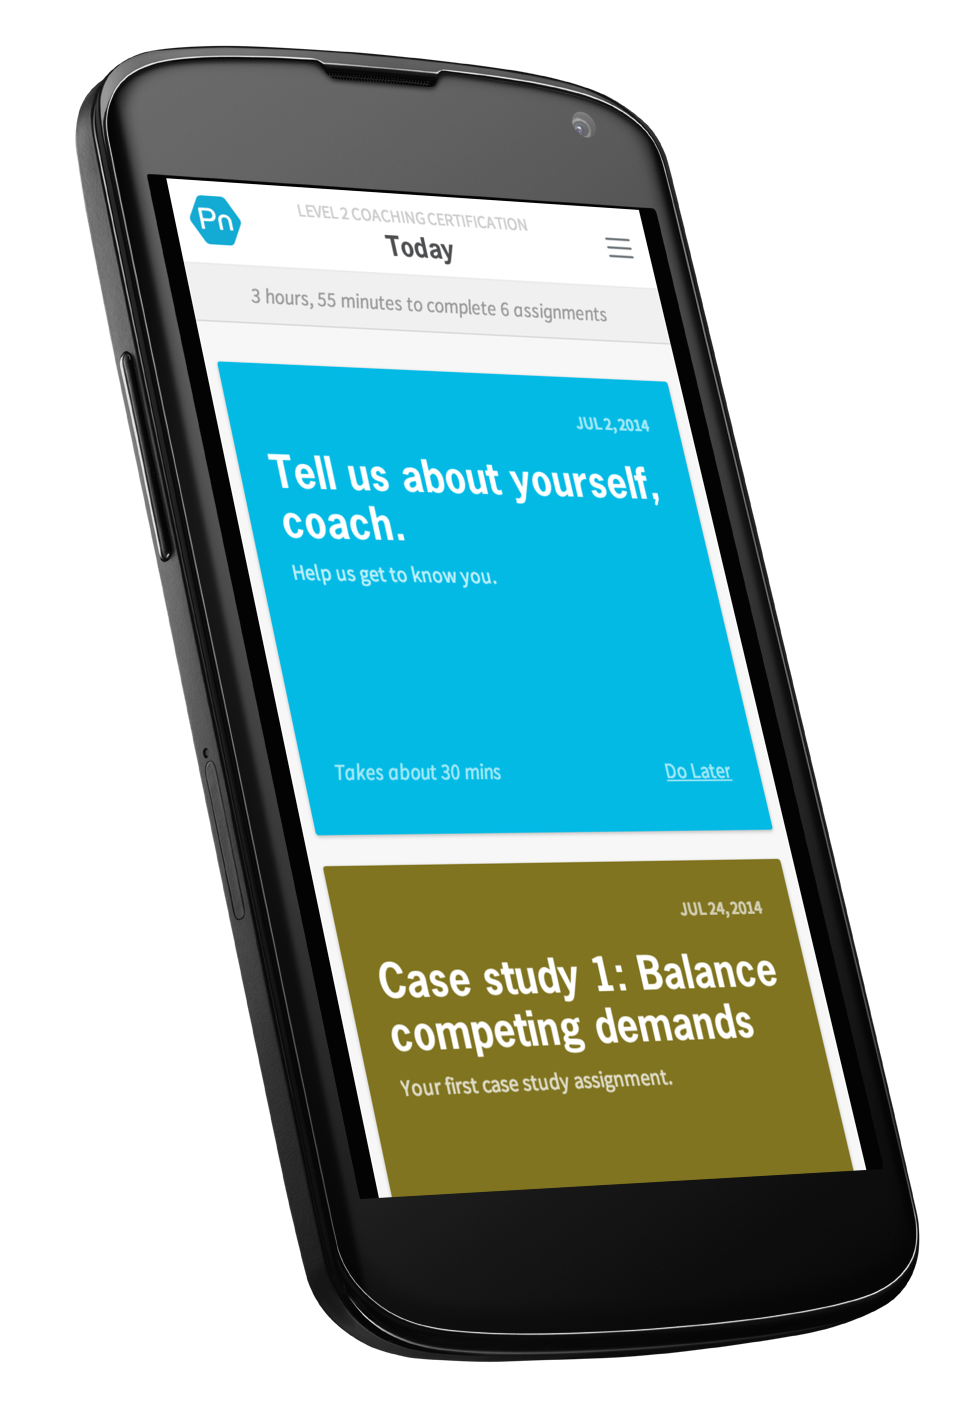 Pn
LEVEL 2 COACHING CERTIFICATION
Today
3 hours, 55 minutes to complete 6 assignments
JUL 2, 2014
Tell us about yourself,
coach.
Help us get to know you.
Takes about 30 mins
Do Later
JUL 24, 2014
Case study 1: Balance
competing demands
Your first case study assignment.